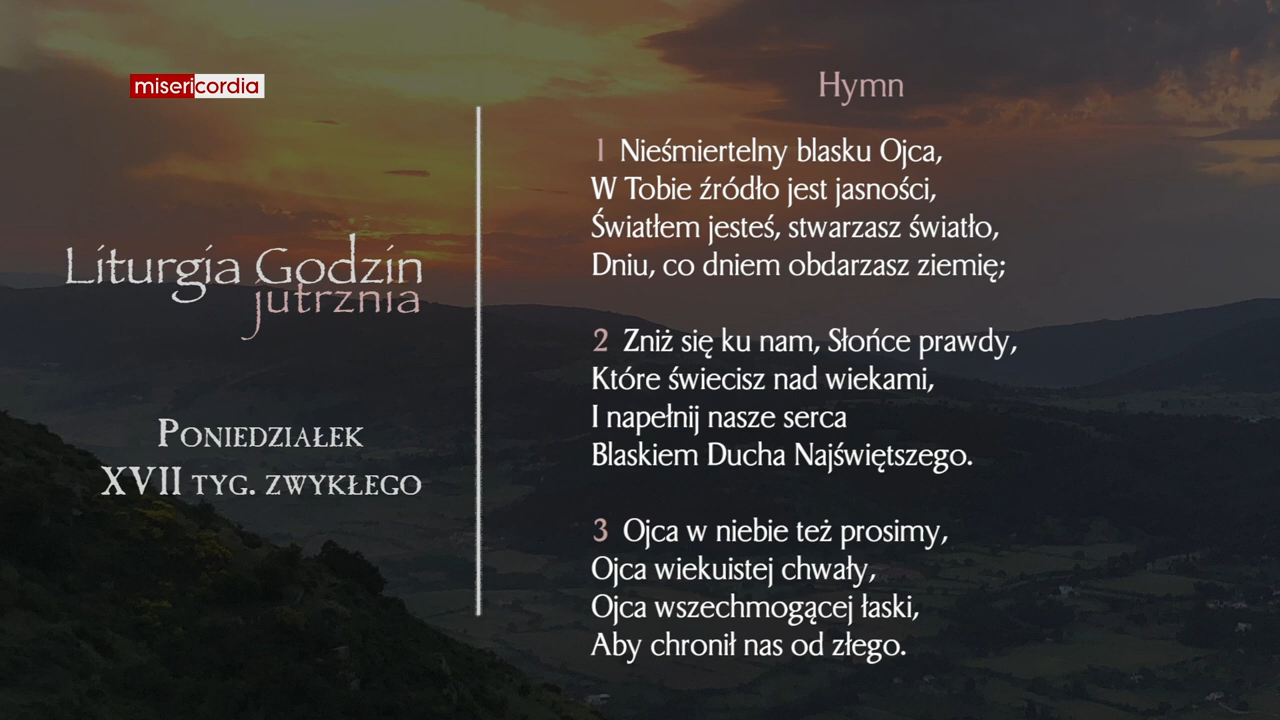 misericordia
Liturgia Godzin
jutrznia
Poniedziałek
XVII tyg. zwykłego
Hymn
1 Nieśmiertelny blasku Ojca,
W Tobie źródło jest jasności,
Światłem jesteś, stwarzasz światło,
Dniu, co dniem obdarzasz ziemię;
2 Zniż się ku nam, Słońce prawdy,
Które świecisz nad wiekami,
I napełnij nasze serca
Blaskiem Ducha Najświętszego.
3 Ojca w niebie też prosimy,
Ojca wiekuistej chwały,
Ojca wszechmogącej łaski,
Aby chronił nas od złego.